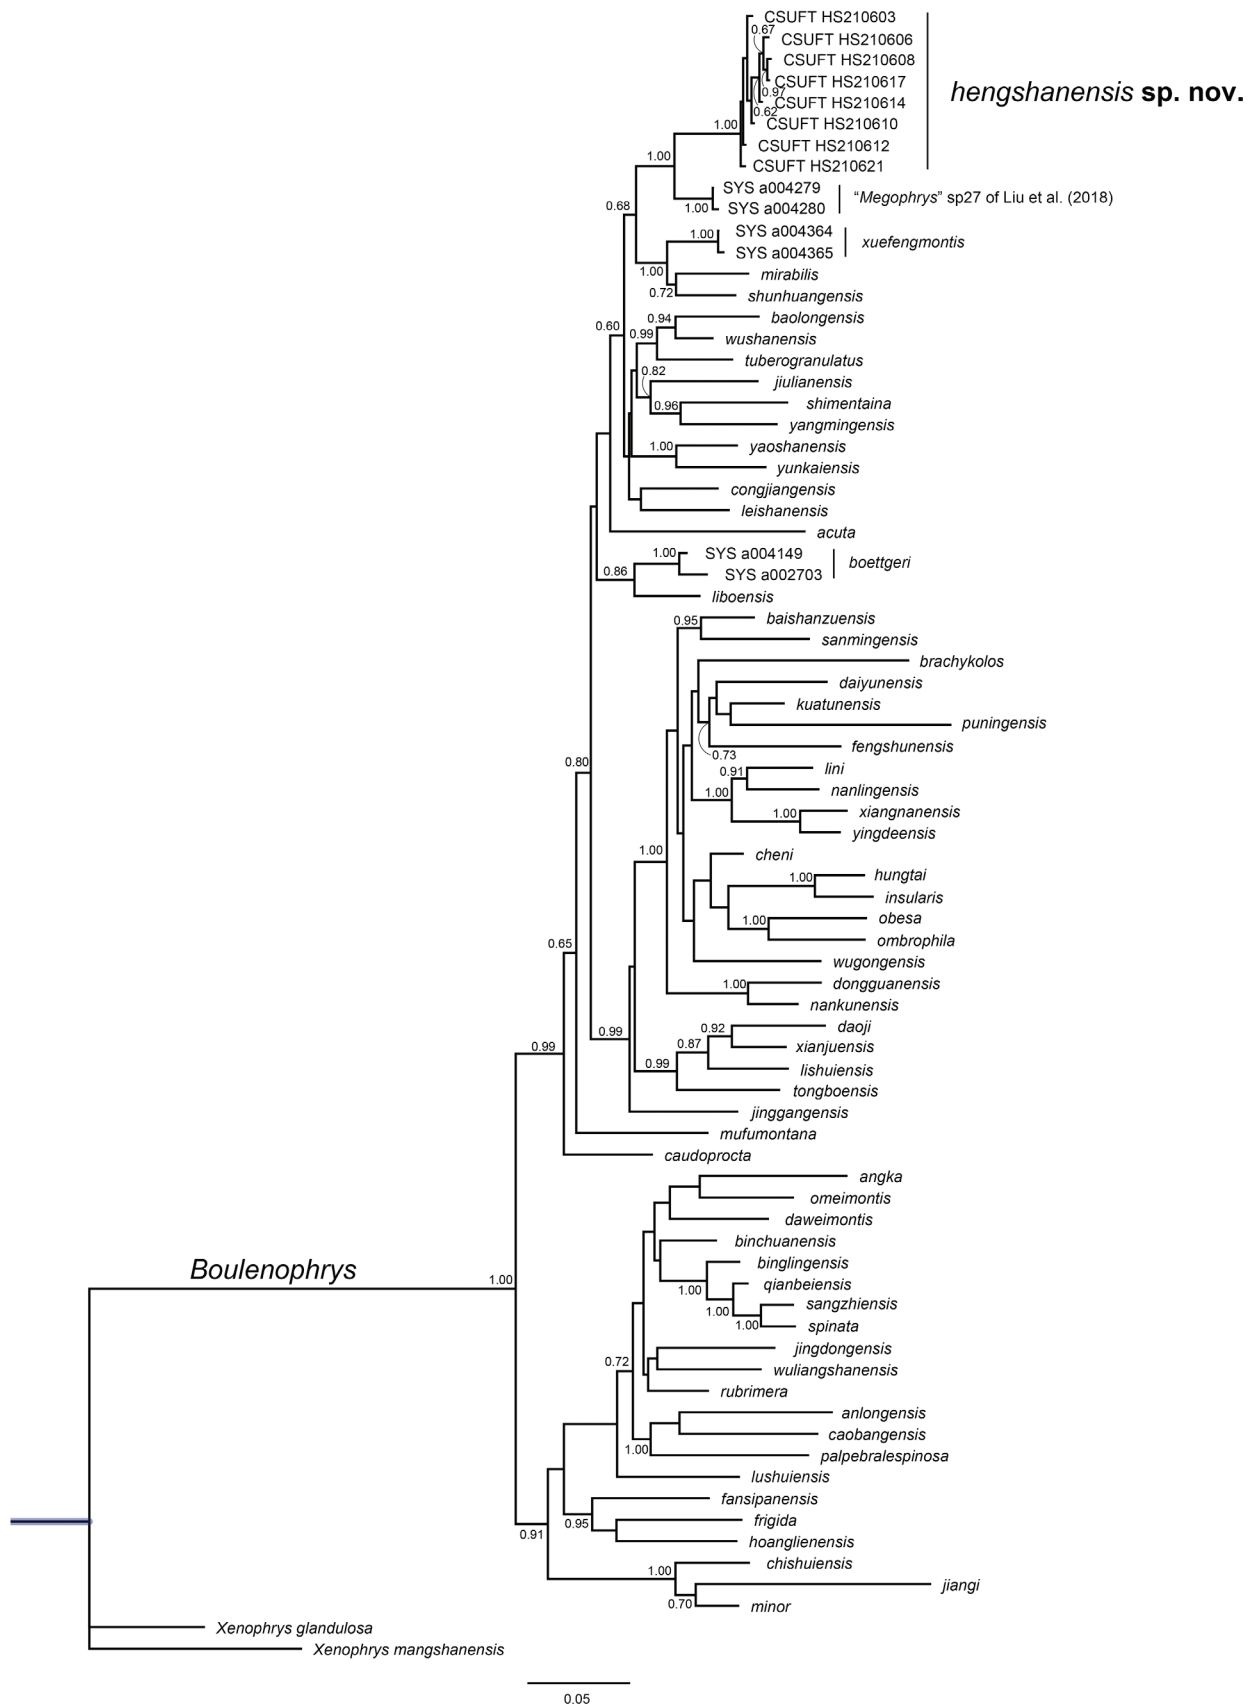 CSUFT HS210603
0.67
CSUFT HS210606
CSUFT HS210608
CSUFT HS210617
0.97
CSUFT HS210614
0.62
CSUFT HS210610
1.00
CSUFT HS210612
CSUFT HS210621
hengshanensis sp. nov.
1.00
SYS a004279
1.00
SYS a004280
"Megophrys" sp27 of Liu et al. (2018)
0.68
1.00
SYS a004364
SYS a004365
xuefengmontis
1.00
mirabilis
0.72
shunhuangensis
0.60
0.94
baolongensis
0.99
wushanensis
tuberogranulatus
0.82
jiulianensis
0.96
shimentaina
yangmingensis
1.00
yaoshanensis
yunkaiensis
congjiangensis
leishanensis
acuta
1.00
SYS a004149
SYS a002703
boettgeri
0.86
liboensis
0.95
baishanzuensis
sanmingensis
brachykolos
daiyunensis
kuatunensis
puningensis
fengshunensis
0.73
0.80
0.91
lini
nanlingensis
1.00
1.00
xiangnanensis
yingdeensis
1.00
cheni
1.00
hungtai
insularis
1.00
obesa
ombrophila
0.65
wugongensis
1.00
dongguanensis
nankunensis
0.99
0.99
0.92
daoji
0.87
xianjuensis
0.99
lishuiensis
tongboensis
jinggangensis
mufumontana
caudoprocta
angka
omeimontis
daweimontis
binchuanensis
binglingensis
1.00
qianbeiensis
1.00
sangzhiensis
1.00
spinata
Boulenophrys
1.00
jingdongensis
0.72
wuliangshanensis
rubrimera
anlongensis
caobangensis
1.00
palpebralespinosa
lushuiensis
fansipanensis
0.95
frigida
0.91
hoanglienensis
1.00
chishuiensis
jiangi
0.70
minor
Xenophrys glandulosa
Xenophrys mangshanensis
0.05